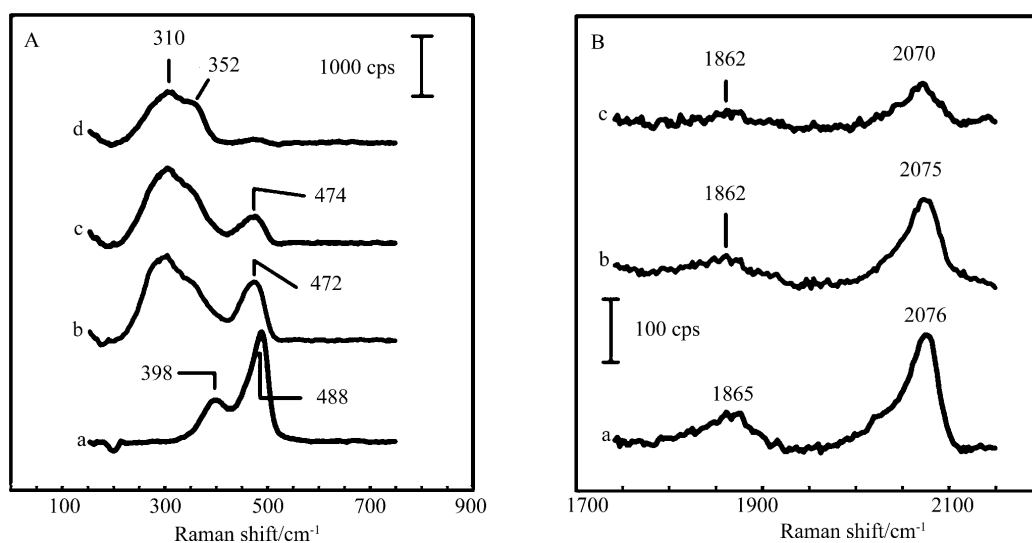 A
310
352
1000 cps
d
474
c
472
b
398
488
a
100 300 500 700 900
Raman shift/cm-1
B
1862
2070
c
1862
2075
b
100 cps
2076
1865
a
1700 1900 2100
Raman shift/cm-1